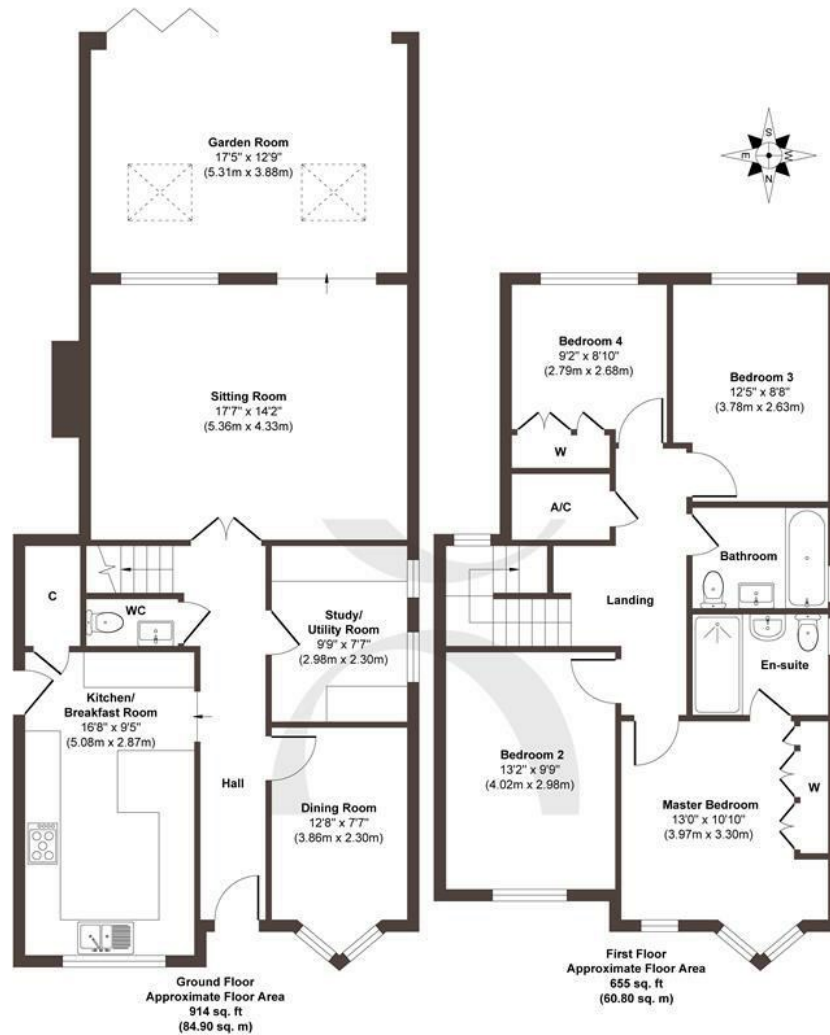 Garden Room
17'5" x 12'9"
(5.31m x 3.88m)
S
E
W
N
Sitting Room
17'7" x 14'2"
(5.36m x 4.33m)
Bedroom 4
9'2" x 8'10"
(2.79m x 2.68m)
Bedroom 3
12'5" x 8'8"
(3.78m x 2.63m)
W
A/C
Bathroom
C
WC
Study/
Utility Room
9'9" x 7'7"
(2.98m x 2.30m)
Landing
En-suite
Kitchen/
Breakfast Room
16'8" x 9'5"
(5.08m x 2.87m)
Hall
Dining Room
12'8" x 7'7"
(3.86m x 2.30m)
Bedroom 2
13'2" x 9'9"
(4.02m x 2.98m)
Master Bedroom
13'0" x 10'10"
(3.97m x 3.30m)
W
Ground Floor
Approximate Floor Area
914 sq. ft
(84.90 sq. m)
First Floor
Approximate Floor Area
655 sq. ft
(60.80 sq. m)